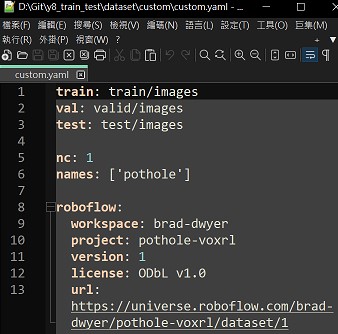 D:\Git\y8_train_test\dataset\custom\custom.yaml - ...
檔案(F) 編輯(E) 搜尋(S) 檢視(V) 編碼(N) 語言(L) 設定(T) 工具(O) 巨集(M)
執行(R) 外掛(P) 視窗(W) ?
custom.yaml
1 train: train/images
2 val: valid/images
3 test: test/images
4
5 nc: 1
6 names: ['pothole']
7
8 roboflow:
9 workspace: brad-dwyer
10 project: pothole-voxrl
11 version: 1
12 license: ODbL v1.0
13 url:
https://universe.roboflow.com/brad-
dwyer/pothole-voxrl/dataset/1